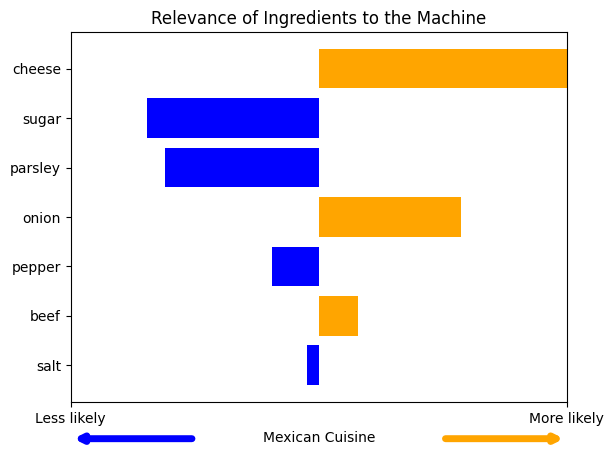 Relevance of Ingredients to the Machine
cheese
sugar
parsley
onion
pepper
beef
salt
Less likely
More likely
Mexican Cuisine